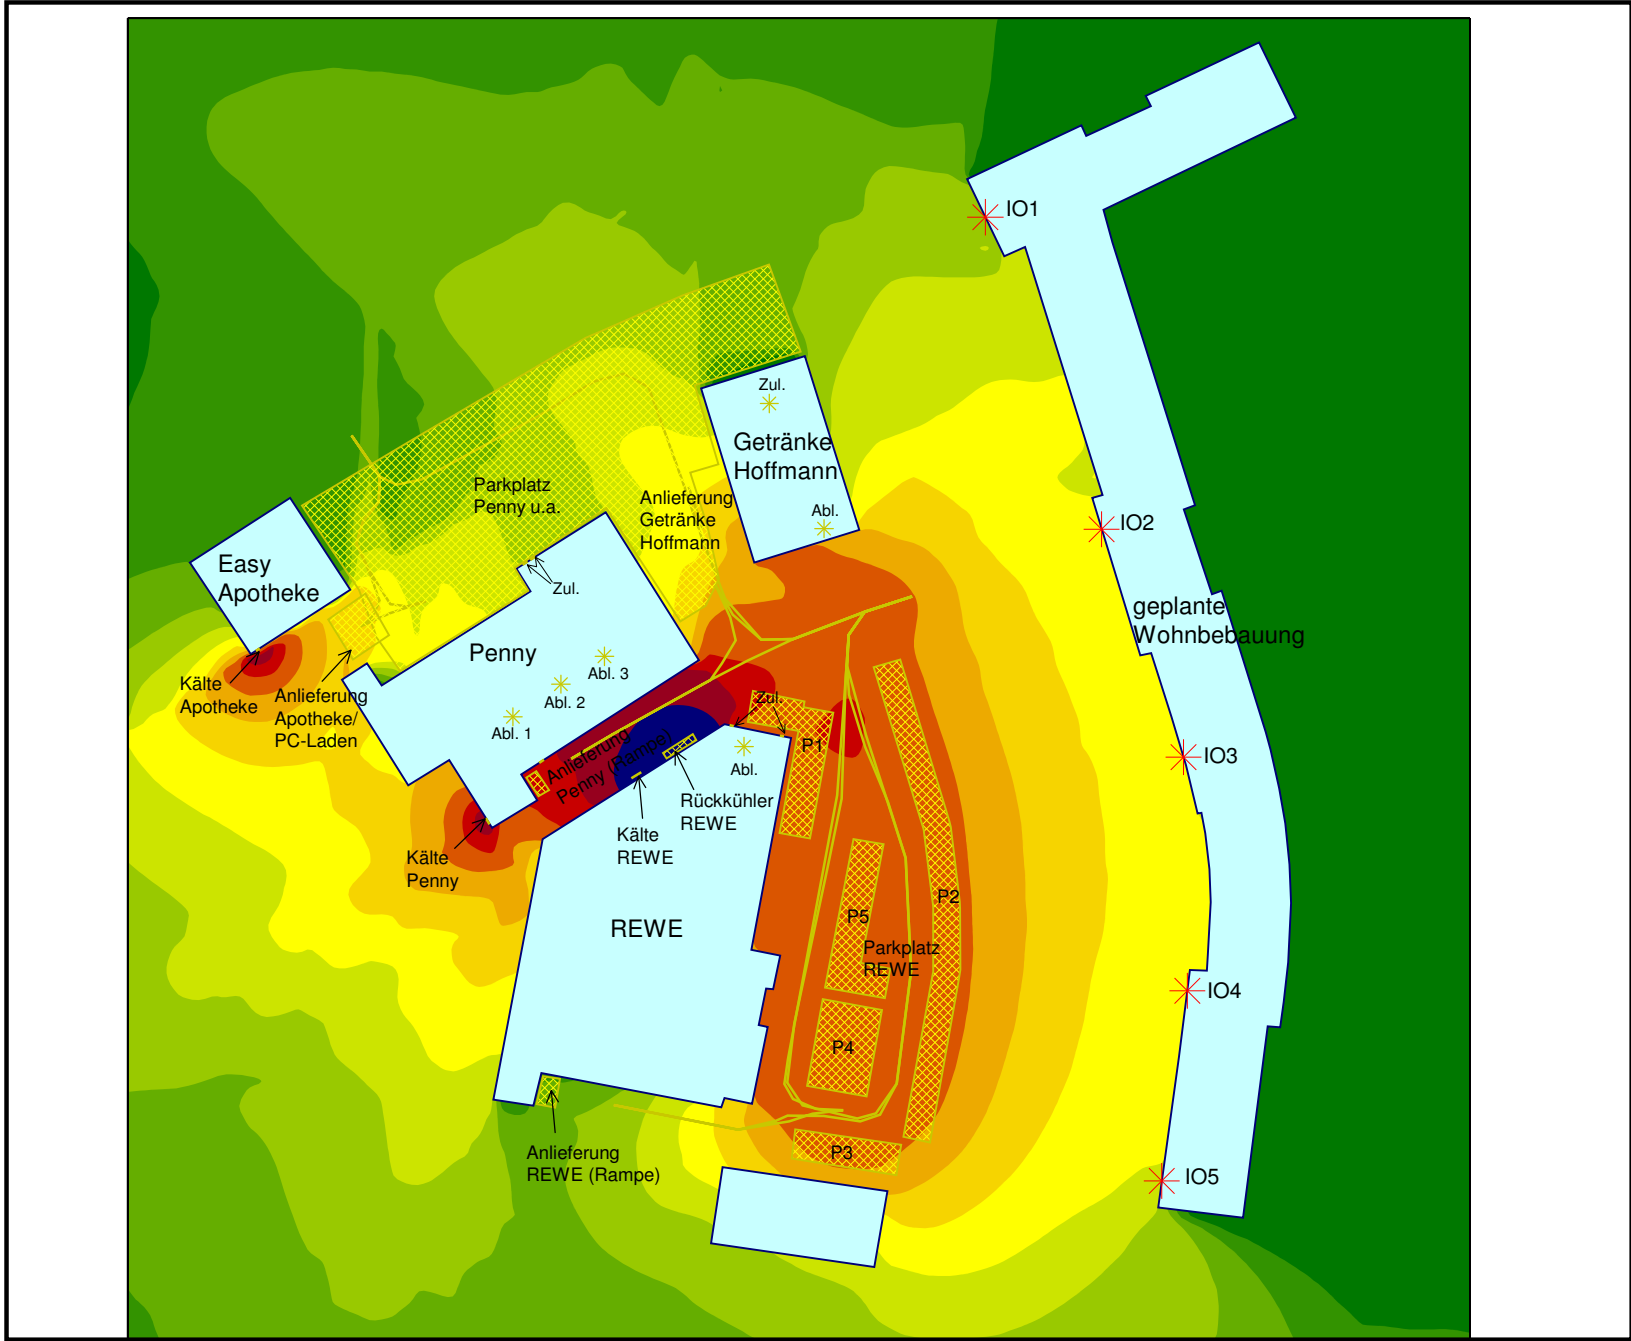 IO1
Zul.
Getränke
Hoffmann
Parkplatz
Penny u.a.
Anlieferung
Getränke
Hoffmann
Abl.
IO2
Easy
Apotheke
Zul.
geplante
Wohnbebauung
Penny
Abl. 3
Abl. 2
Abl. 1
Kälte
Apotheke
Anlieferung
Apotheke/
PC-Laden
Zul.
Anlieferung
Penny (Rampe)
P1
Abl.
IO3
Rückkühler
REWE
Kälte
REWE
Kälte
Penny
P2
P5
REWE
Parkplatz
REWE
IO4
P4
Anlieferung
REWE (Rampe)
P3
IO5